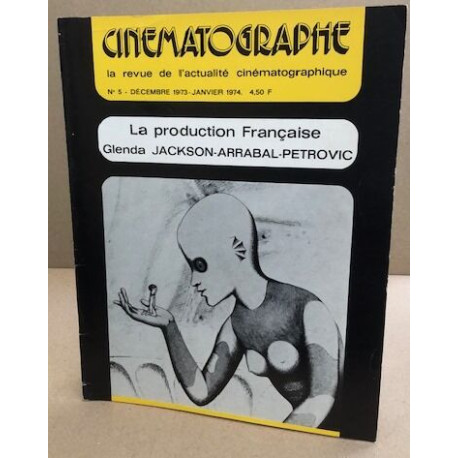 CINEMATOGRAPHE
la revue de l'actualité cinématographique
N° 5 - DÉCEMBRE 1973-JANVIER 1974. 4,50 F
La production Française
Glenda JACKSON-ARRABAL-PETROVIC